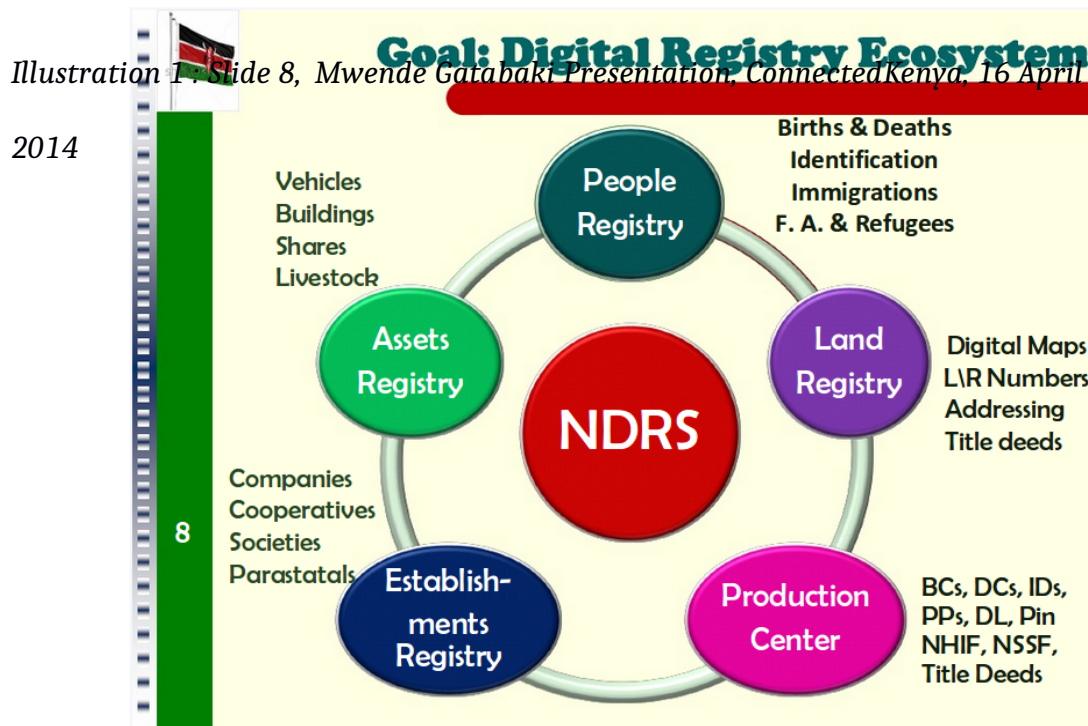 Goal: Digital Registry Ecosystem
Illustration 1 : Slide 8, Mwende Gatabaki Presentation, ConnectedKenya, 16 April
2014
Births & Deaths
Identification
Immigrations
F. A. & Refugees
People
Registry
Vehicles
Buildings
Shares
Livestock
Assets
Registry
Land
Registry
Digital Maps
L\R Numbers
Addressing
Title deeds
NDRS
Companies
Cooperatives
Societies
Parastatals
8
Establish-
ments
Registry
Production
Center
BCs, DCs, IDs,
PPs, DL, Pin
NHIF, NSSF,
Title Deeds